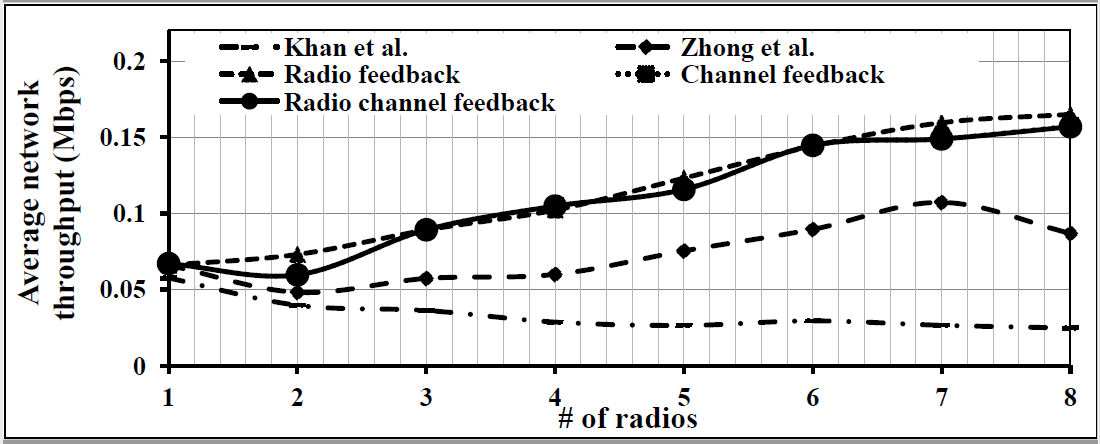 Khan et al.
Zhong et al.
Radio feedback
Channel feedback
Radio channel feedback
Average network
throughput (Mbps)
0.2
0.15
0.1
0.05
0
1 2 3 4 5 6 7 8
# of radios